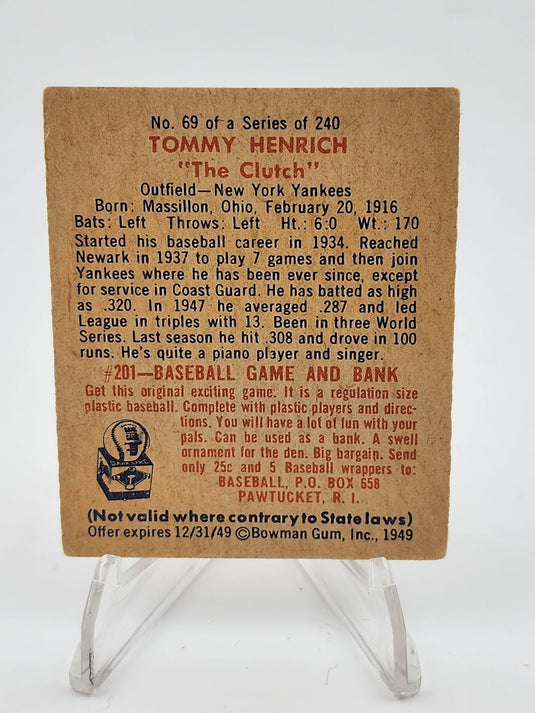 No. 69 of a Series of 240
TOMMY HENRICH
"The Clutch"
Outfield—New York Yankees
Born: Massillon, Ohio, February 20, 1916
Bats: Left Throws: Left Ht.: 6:0 Wt.: 170
Started his baseball career in 1934. Reached
Newark in 1937 to play 7 games and then join
Yankees where he has been ever since, except
for service in Coast Guard. He has batted as high
as .320. In 1947 he averaged .287 and led
League in triples with 13. Been in three World
Series. Last season he hit .308 and drove in 100
runs. He's quite a piano player and singer.
#201—BASEBALL GAME AND BANK
Get this original exciting game. It is a regulation size
plastic baseball. Complete with plastic players and direc-
tions. You will have a lot of fun with your
pals. Can be used as a bank. A swell
ornament for the den. Big bargain. Send
only 25c and 5 Baseball wrappers to:
BASEBALL, P.O. BOX 658
PAWTUCKET, R. I.
(Not valid where contrary to State laws)
Offer expires 12/31/49 ©Bowman Gum, Inc., 1949